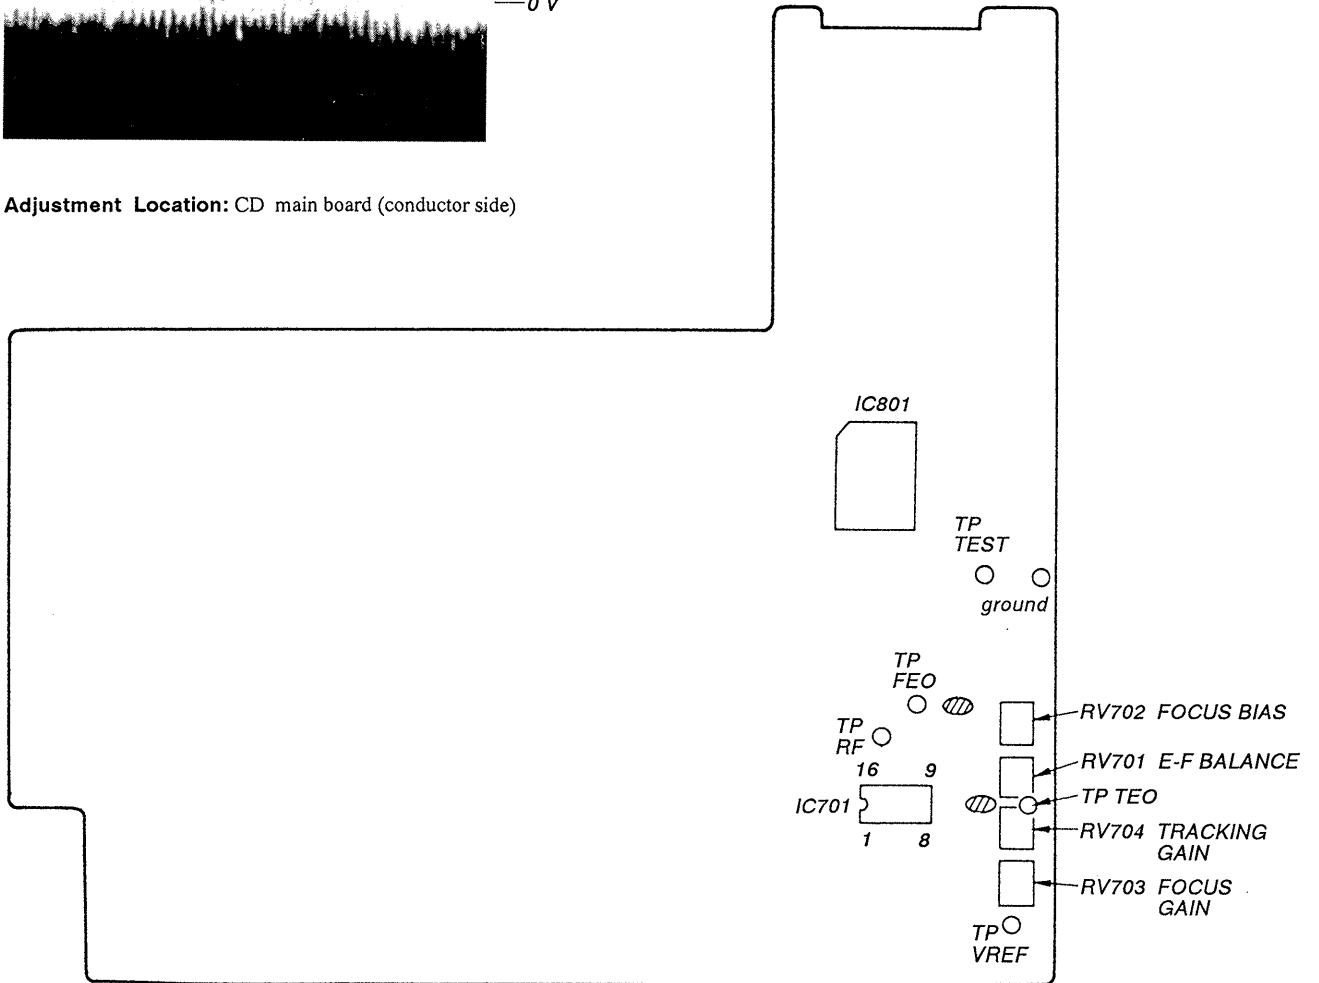 0 V
Adjustment Location: CD main board (conductor side)
IC801
TP
TEST
ground
TP
FEO
TP
RF
16 9
IC701
1 8
RV702 FOCUS BIAS
RV701 E-F BALANCE
TP TEO
RV704 TRACKING
GAIN
RV703 FOCUS
GAIN
TP
VREF